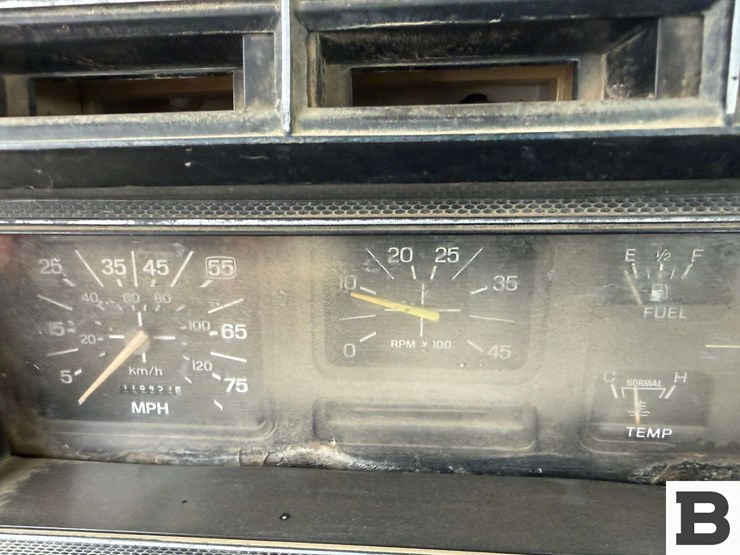 25 35 45 55
40 60 80
15 20 100 65
km/h 120
5 75
MPH
20 25
10 35
0 RPM X 100 45
E 1/2 F
FUEL
C NORMAL H
TEMP
B